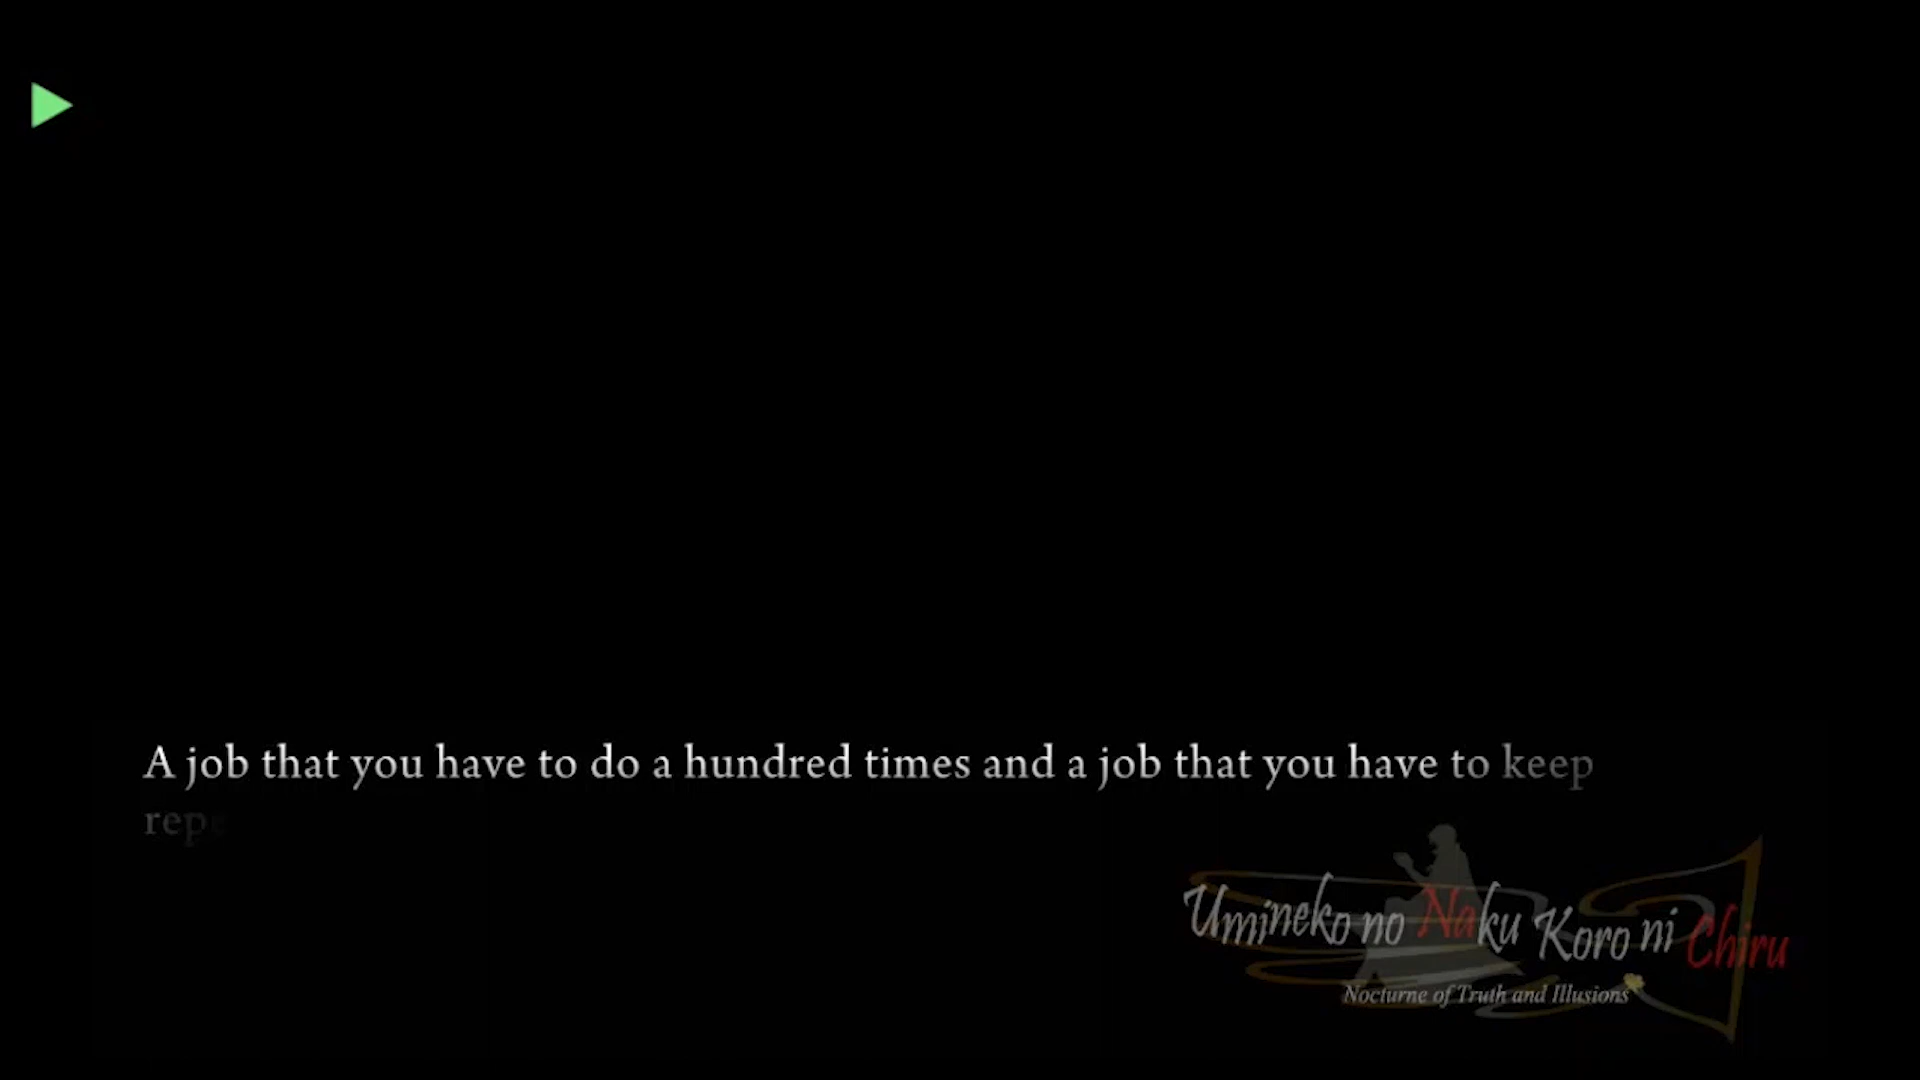 A job that you have to do a hundred times and a job that you have to keep
Umineko no Naku Koro ni Chiru
Nocturne of Truth and Illusions